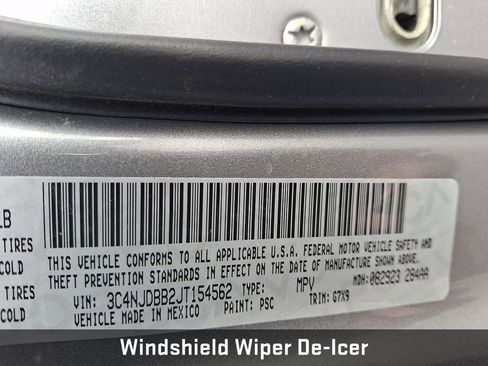 LB
TIRES
COLD
TIRES
COLD
THIS VEHICLE CONFORMS TO ALL APPLICABLE U.S.A. FEDERAL MOTOR VEHICLE SAFETY AND
THEFT PREVENTION STANDARDS IN EFFECT ON THE DATE OF MANUFACTURE SHOWN ABOVE.
VIN: 3C4NJDBB2JT154562 TYPE: MPV MDH: 082923 284AA
VEHICLE MADE IN MEXICO PAINT: PSC TRIM: G7X9
Windshield Wiper De-Icer